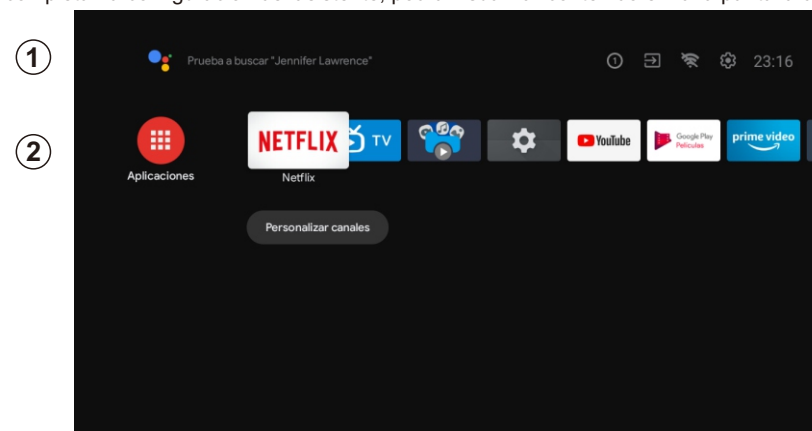 1
Prueba a buscar "Jennifer Lawrence"
1
23:16
2
NETFLIX
TV
YouTube
Google Play
Películas
prime video
Aplicaciones
Netflix
Personalizar canales